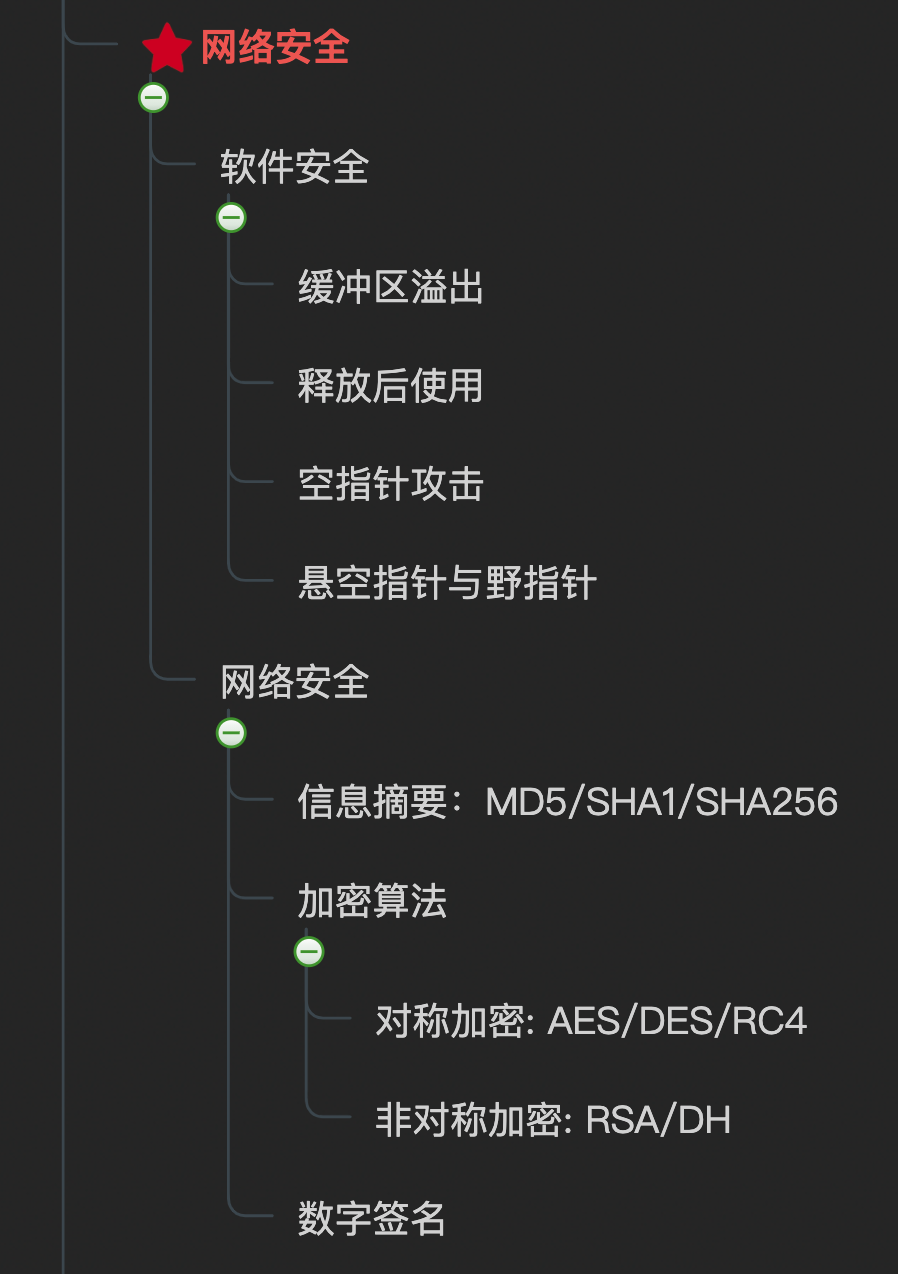 网络安全
软件安全
缓冲区溢出
释放后使用
空指针攻击
悬空指针与野指针
网络安全
信息摘要：MD5/SHA1/SHA256
加密算法
对称加密: AES/DES/RC4
非对称加密: RSA/DH
数字签名